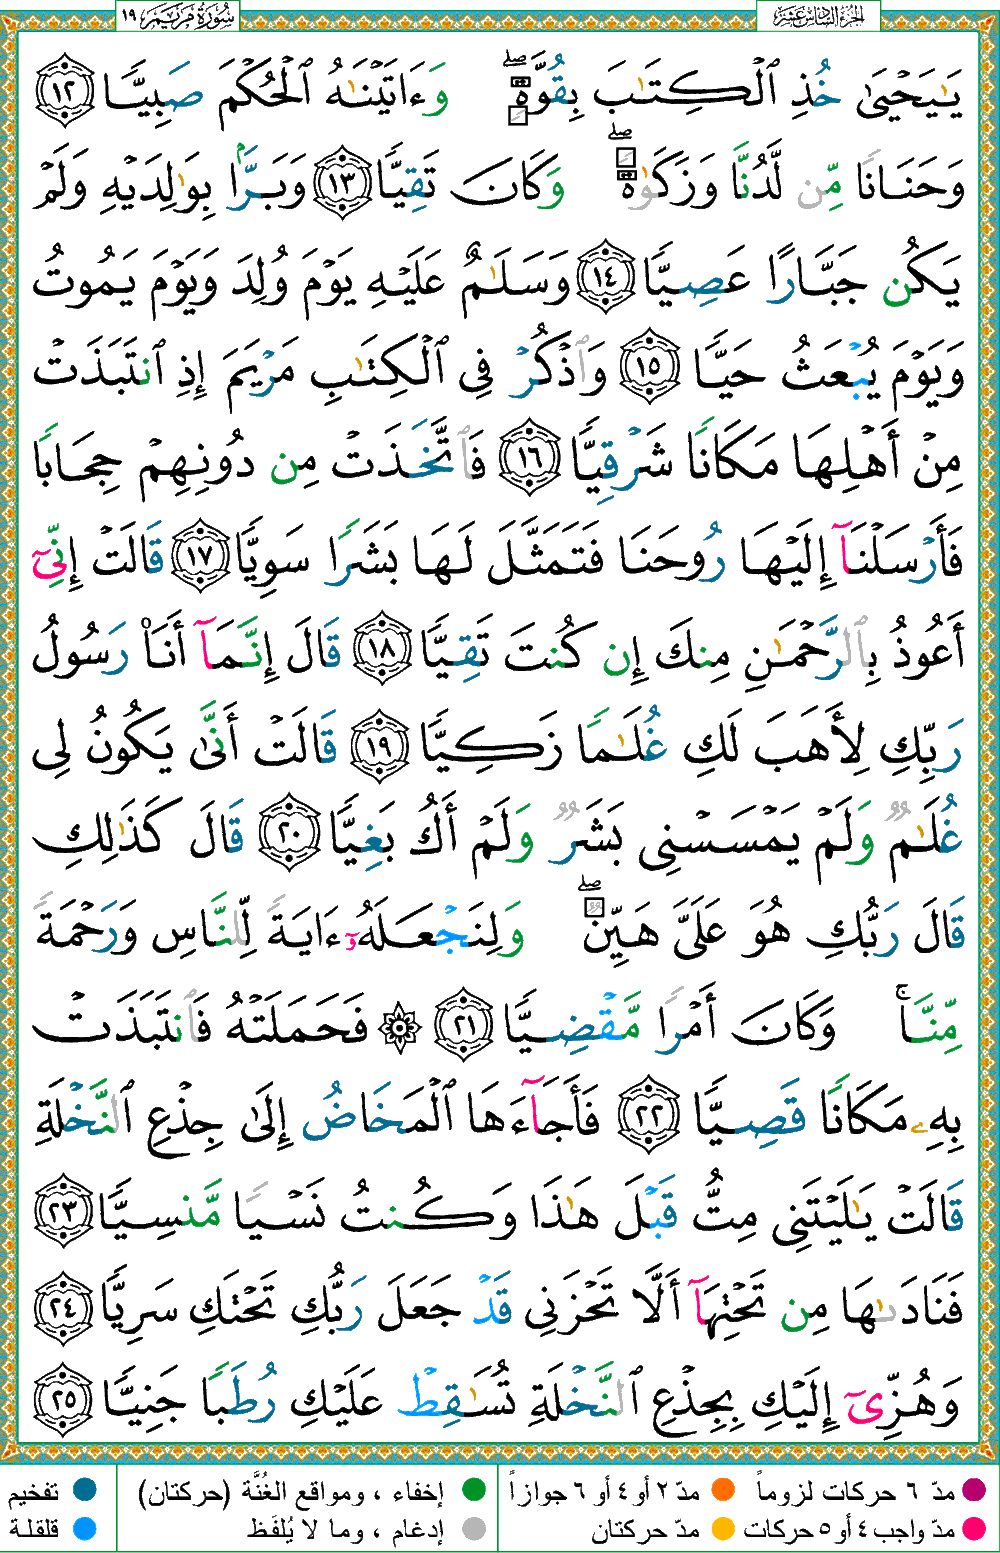 الجزء السادس عشر
سُورَةُ مَرْيَم ١٩
يَـٰيَحْيَىٰ خُذِ ٱلْكِتَـٰبَ بِقُوَّةٍۢ ۖ وَءَاتَيْنَـٰهُ ٱلْحُكْمَ صَبِيًّا ١٢
وَحَنَانًا مِّن لَّدُنَّا وَزَكَوٰةً ۖ وَكَانَ تَقِيًّا ١٣ وَبَرًّۢا بِوَٰلِدَيْهِ وَلَمْ
يَكُن جَبَّارًا عَصِيًّا ١٤ وَسَلَـٰمٌ عَلَيْهِ يَوْمَ وُلِدَ وَيَوْمَ يَمُوتُ
وَيَوْمَ يُبْعَثُ حَيًّا ١٥ وَٱذْكُرْ فِى ٱلْكِتَـٰبِ مَرْيَمَ إِذِ ٱنتَبَذَتْ
مِنْ أَهْلِهَا مَكَانًا شَرْقِيًّا ١٦ فَٱتَّخَذَتْ مِن دُونِهِمْ حِجَابًا
فَأَرْسَلْنَآ إِلَيْهَا رُوحَنَا فَتَمَثَّلَ لَهَا بَشَرًا سَوِيًّا ١٧ قَالَتْ إِنِّىٓ
أَعُوذُ بِٱلرَّحْمَـٰنِ مِنكَ إِن كُنتَ تَقِيًّا ١٨ قَالَ إِنَّمَآ أَنَا۠ رَسُولُ
رَبِّكِ لِأَهَبَ لَكِ غُلَـٰمًا زَكِيًّا ١٩ قَالَتْ أَنَّىٰ يَكُونُ لِى
غُلَـٰمٌ وَلَمْ يَمْسَسْنِى بَشَرٌ وَلَمْ أَكُ بَغِيًّا ٢٠ قَالَ كَذَٰلِكِ
قَالَ رَبُّكِ هُوَ عَلَىَّ هَيِّنٌ ۖ وَلِنَجْعَلَهُۥٓ ءَايَةً لِّلنَّاسِ وَرَحْمَةً
مِّنَّا ۚ وَكَانَ أَمْرًا مَّقْضِيًّا ٢١ ۞ فَحَمَلَتْهُ فَٱنتَبَذَتْ
بِهِۦ مَكَانًا قَصِيًّا ٢٢ فَأَجَآءَهَا ٱلْمَخَاضُ إِلَىٰ جِذْعِ ٱلنَّخْلَةِ
قَالَتْ يَـٰلَيْتَنِى مِتُّ قَبْلَ هَـٰذَا وَكُنتُ نَسْيًا مَّنسِيًّا ٢٣
فَنَادَىٰهَا مِن تَحْتِهَآ أَلَّا تَحْزَنِى قَدْ جَعَلَ رَبُّكِ تَحْتَكِ سَرِيًّا ٢٤
وَهُزِّىٓ إِلَيْكِ بِجِذْعِ ٱلنَّخْلَةِ تُسَـٰقِطْ عَلَيْكِ رُطَبًا جَنِيًّا ٢٥
مدّ ٦ حركات لزوماً مدّ ٢ أو ٤ أو ٦ جوازاً إخفاء ، ومواقع الغُنَّة (حركتان) تفخيم
مدّ واجب ٤ أو ٥ حركات مدّ حركتان إدغام ، وما لا يُلفَظ قلقلة